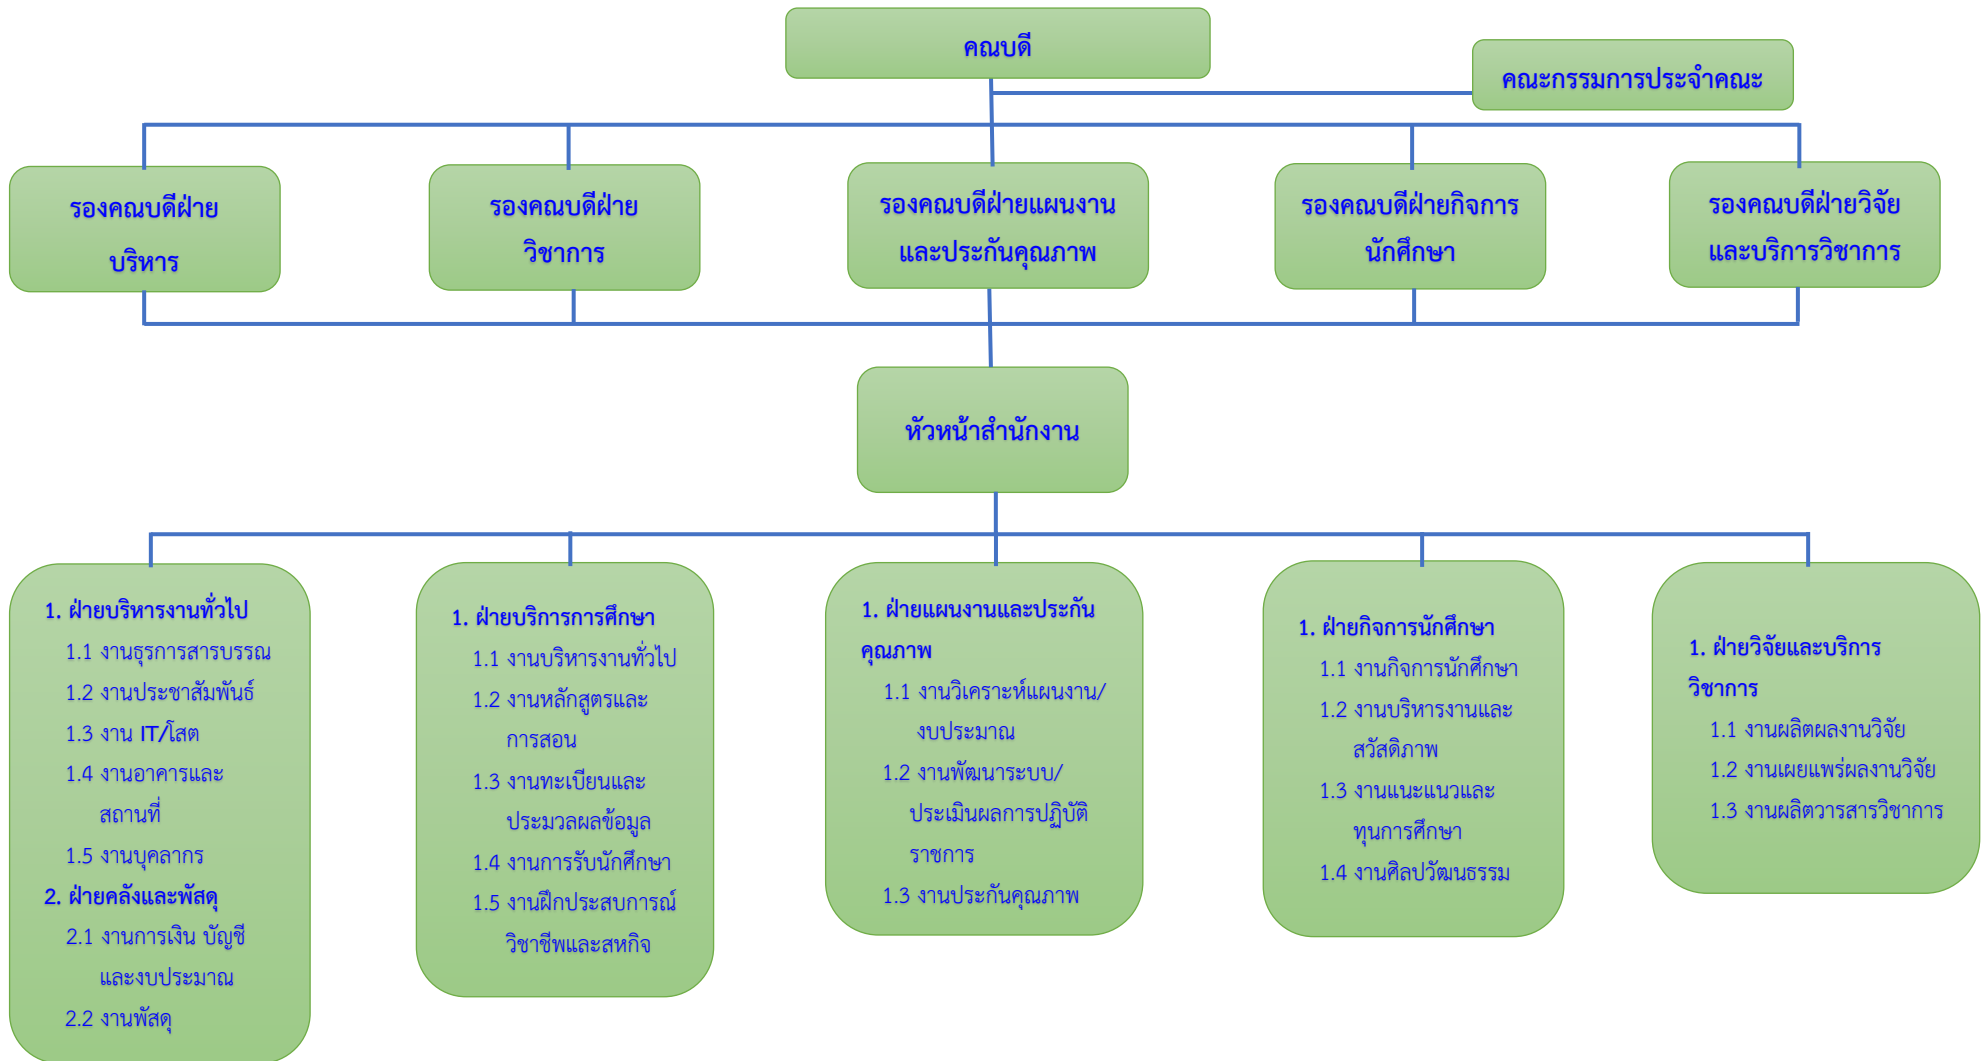 คณบดี
คณะกรรมการประจำคณะ
รองคณบดีฝ่าย
บริหาร
รองคณบดีฝ่าย
วิชาการ
รองคณบดีฝ่ายแผนงาน
และประกันคุณภาพ
รองคณบดีฝ่ายกิจการ
นักศึกษา
รองคณบดีฝ่ายวิจัย
และบริการวิชาการ
หัวหน้าสำนักงาน
1. ฝ่ายบริหารงานทั่วไป
1.1 งานธุรการสารบรรณ
1.2 งานประชาสัมพันธ์
1.3 งาน IT/โสต
1.4 งานอาคารและ
สถานที่
1.5 งานบุคลากร
2. ฝ่ายคลังและพัสดุ
2.1 งานการเงิน บัญชี
และงบประมาณ
2.2 งานพัสดุ
1. ฝ่ายบริการการศึกษา
1.1 งานบริหารงานทั่วไป
1.2 งานหลักสูตรและ
การสอน
1.3 งานทะเบียนและ
ประมวลผลข้อมูล
1.4 งานการรับนักศึกษา
1.5 งานฝึกประสบการณ์
วิชาชีพและสหกิจ
1. ฝ่ายแผนงานและประกัน
คุณภาพ
1.1 งานวิเคราะห์แผนงาน/
งบประมาณ
1.2 งานพัฒนาระบบ/
ประเมินผลการปฏิบัติ
ราชการ
1.3 งานประกันคุณภาพ
1. ฝ่ายกิจการนักศึกษา
1.1 งานกิจการนักศึกษา
1.2 งานบริหารงานและ
สวัสดิภาพ
1.3 งานแนะแนวและ
ทุนการศึกษา
1.4 งานศิลปวัฒนธรรม
1. ฝ่ายวิจัยและบริการ
วิชาการ
1.1 งานผลิตผลงานวิจัย
1.2 งานเผยแพร่ผลงานวิจัย
1.3 งานผลิตวารสารวิชาการ